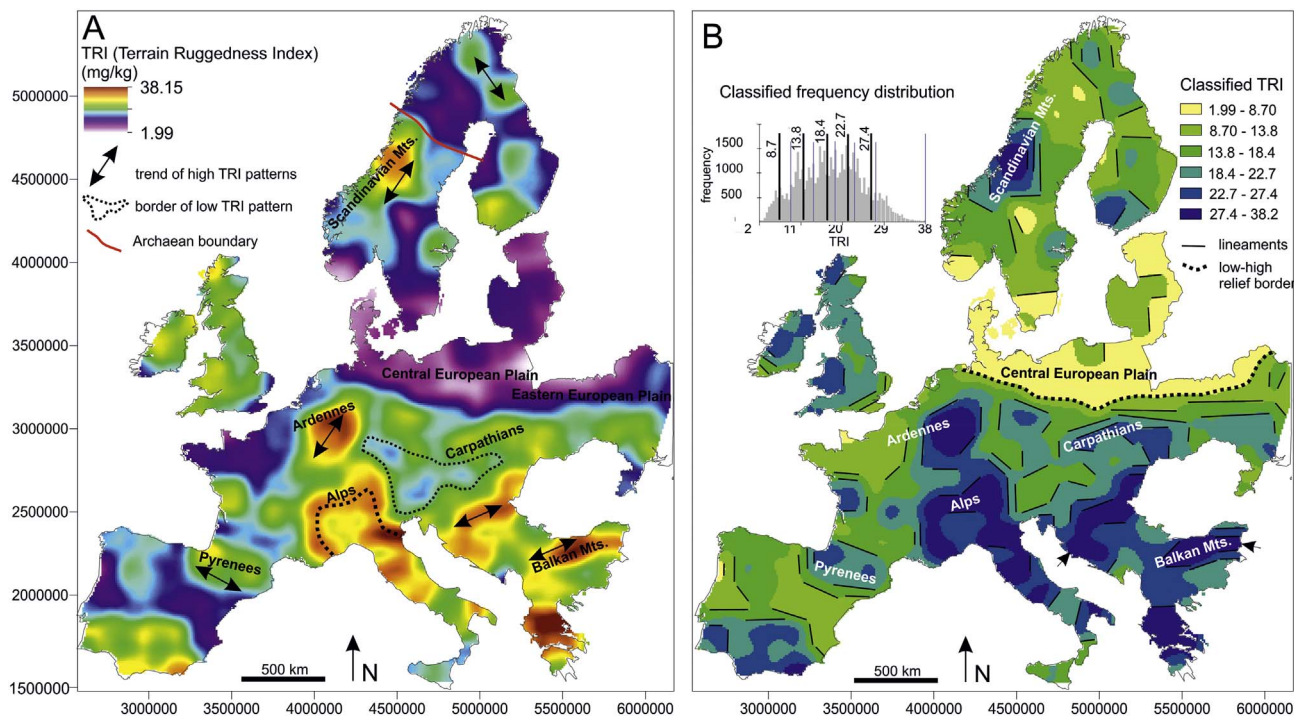 A
TRI (Terrain Ruggedness Index)
(mg/kg)
38.15
1.99
trend of high TRI patterns
border of low TRI pattern
Archaean boundary
Scandinavian Mts.
Central European Plain
Eastern European Plain
Ardennes
Carpathians
Alps
Pyrenees
Balkan Mts.
500 km
N
5000000
4500000
4000000
3500000
3000000
2500000
2000000
1500000
3000000 3500000 4000000 4500000 5000000 5500000 6000000
B
Classified frequency distribution
frequency
1500
1000
500
8.7
13.8
18.4
22.7
27.4
2 11 20 29 38
TRI
Classified TRI
1.99 - 8.70
8.70 - 13.8
13.8 - 18.4
18.4 - 22.7
22.7 - 27.4
27.4 - 38.2
lineaments
low-high
relief border
Scandinavian Mts.
Central European Plain
Ardennes
Carpathians
Alps
Pyrenees
Balkan Mts.
500 km
N
3000000 3500000 4000000 4500000 5000000 5500000 6000000